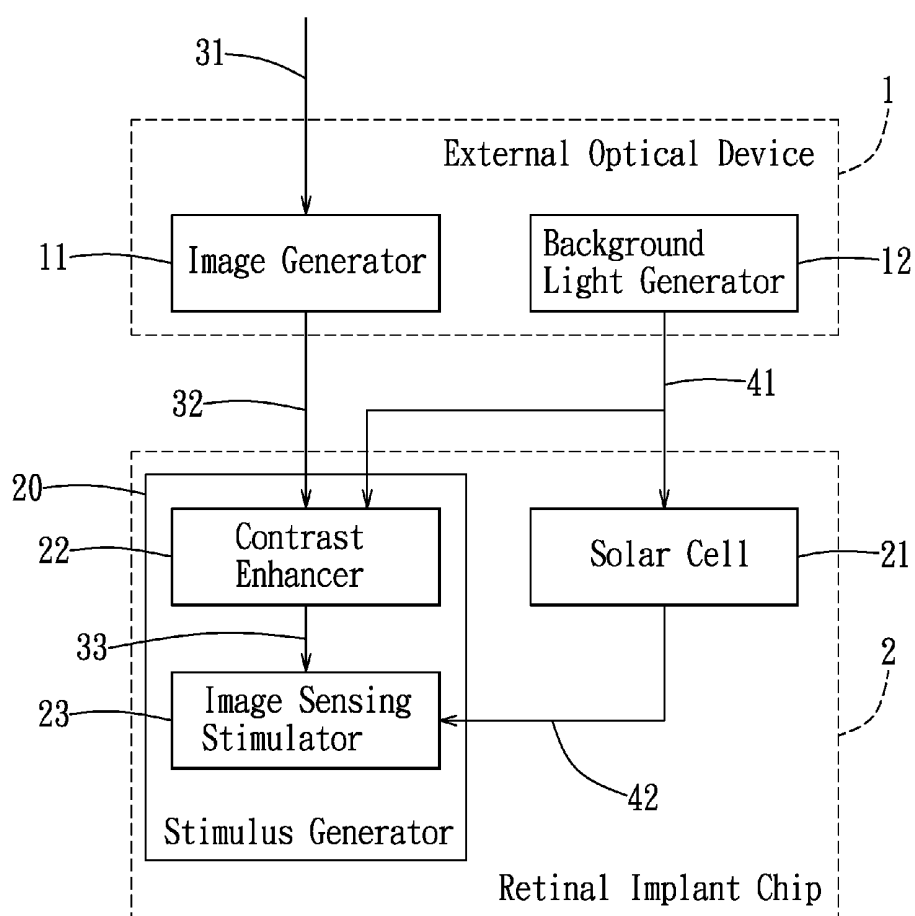 31
1
External Optical Device
11
Image Generator
Background
Light Generator
12
32
41
20
22
Contrast
Enhancer
Solar Cell
21
33
2
23
Image Sensing
Stimulator
42
Stimulus Generator
Retinal Implant Chip